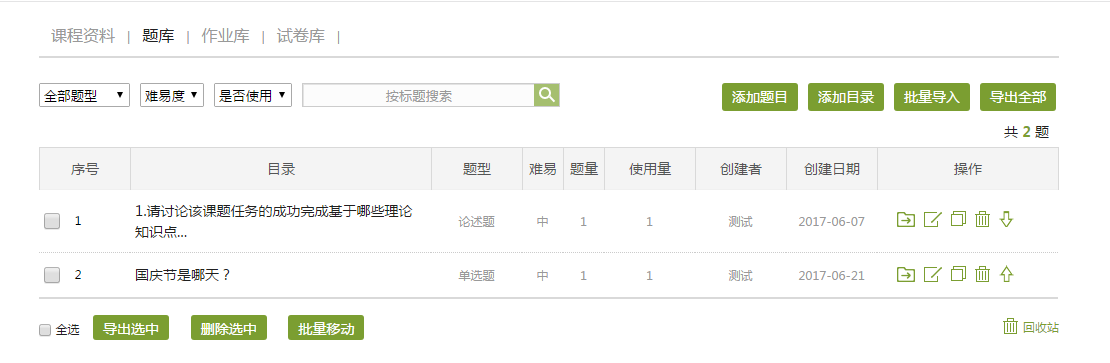 课程资料 | 题库 | 作业库 | 试卷库 |
全部题型 难易度 是否使用 按标题搜索 添加题目 添加目录 批量导入 导出全部
共 2 题
序号 目录 题型 难易 题量 使用量 创建者 创建日期 操作
1 1.请讨论该课题任务的成功完成基于哪些理论 论述题 中 1 1 测试 2017-06-07
知识点...
2 国庆节是哪天？ 单选题 中 1 1 测试 2017-06-21
全选 导出选中 删除选中 批量移动 回收站